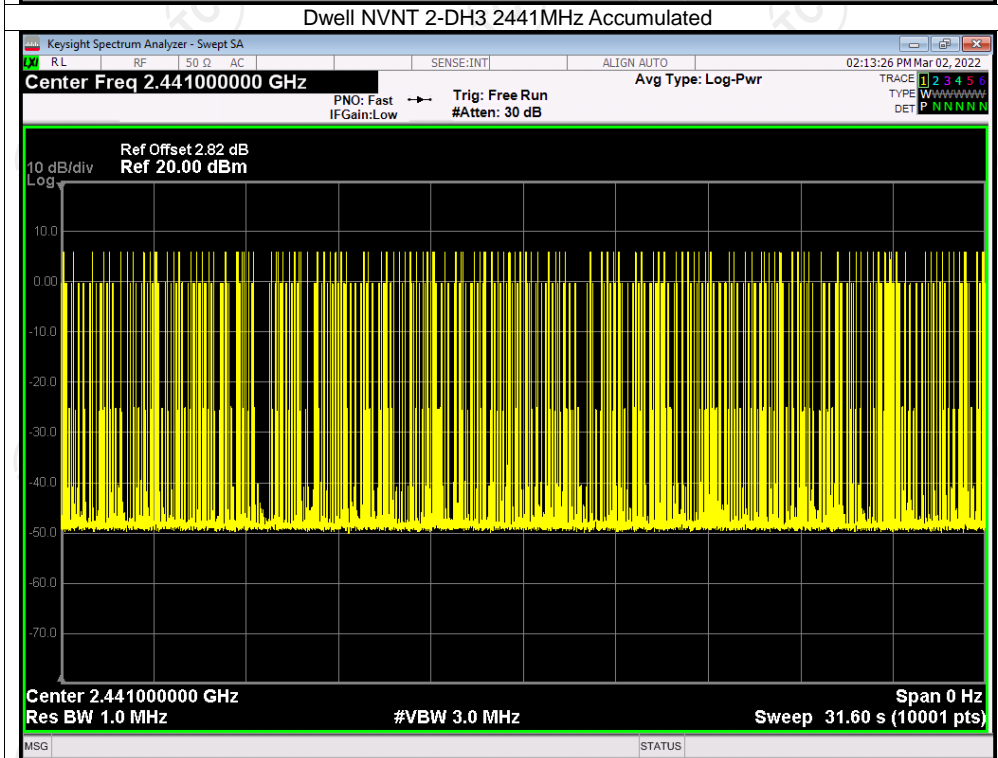 Dwell NVNT 2-DH3 2441MHz Accumulated
Keysight Spectrum Analyzer - Swept SA
LXI RL RF 50 Ω AC SENSE:INT ALIGN AUTO 02:13:26 PM Mar 02, 2022
Center Freq 2.441000000 GHz Avg Type: Log-Pwr TRACE 1 2 3 4 5 6
PNO: Fast Trig: Free Run TYPE WWWWWW
IFGain:Low #Atten: 30 dB DET P N N N N N
Ref Offset 2.82 dB
10 dB/div Ref 20.00 dBm
Log
10.0
0.00
-10.0
-20.0
-30.0
-40.0
-50.0
-60.0
-70.0
Center 2.441000000 GHz Span 0 Hz
Res BW 1.0 MHz #VBW 3.0 MHz Sweep 31.60 s (10001 pts)
MSG STATUS